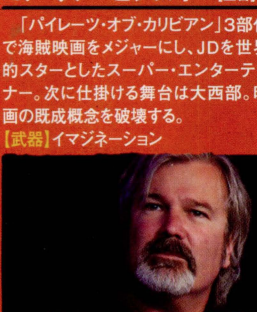 「パイレーツ・オブ・カリビアン」3部作
で海賊映画をメジャーにし、JDを世界
的スターとしたスーパー・エンターテイ
ナー。次に仕掛ける舞台は大西部。映
画の既成概念を破壊する。
【武器】イマジネーション